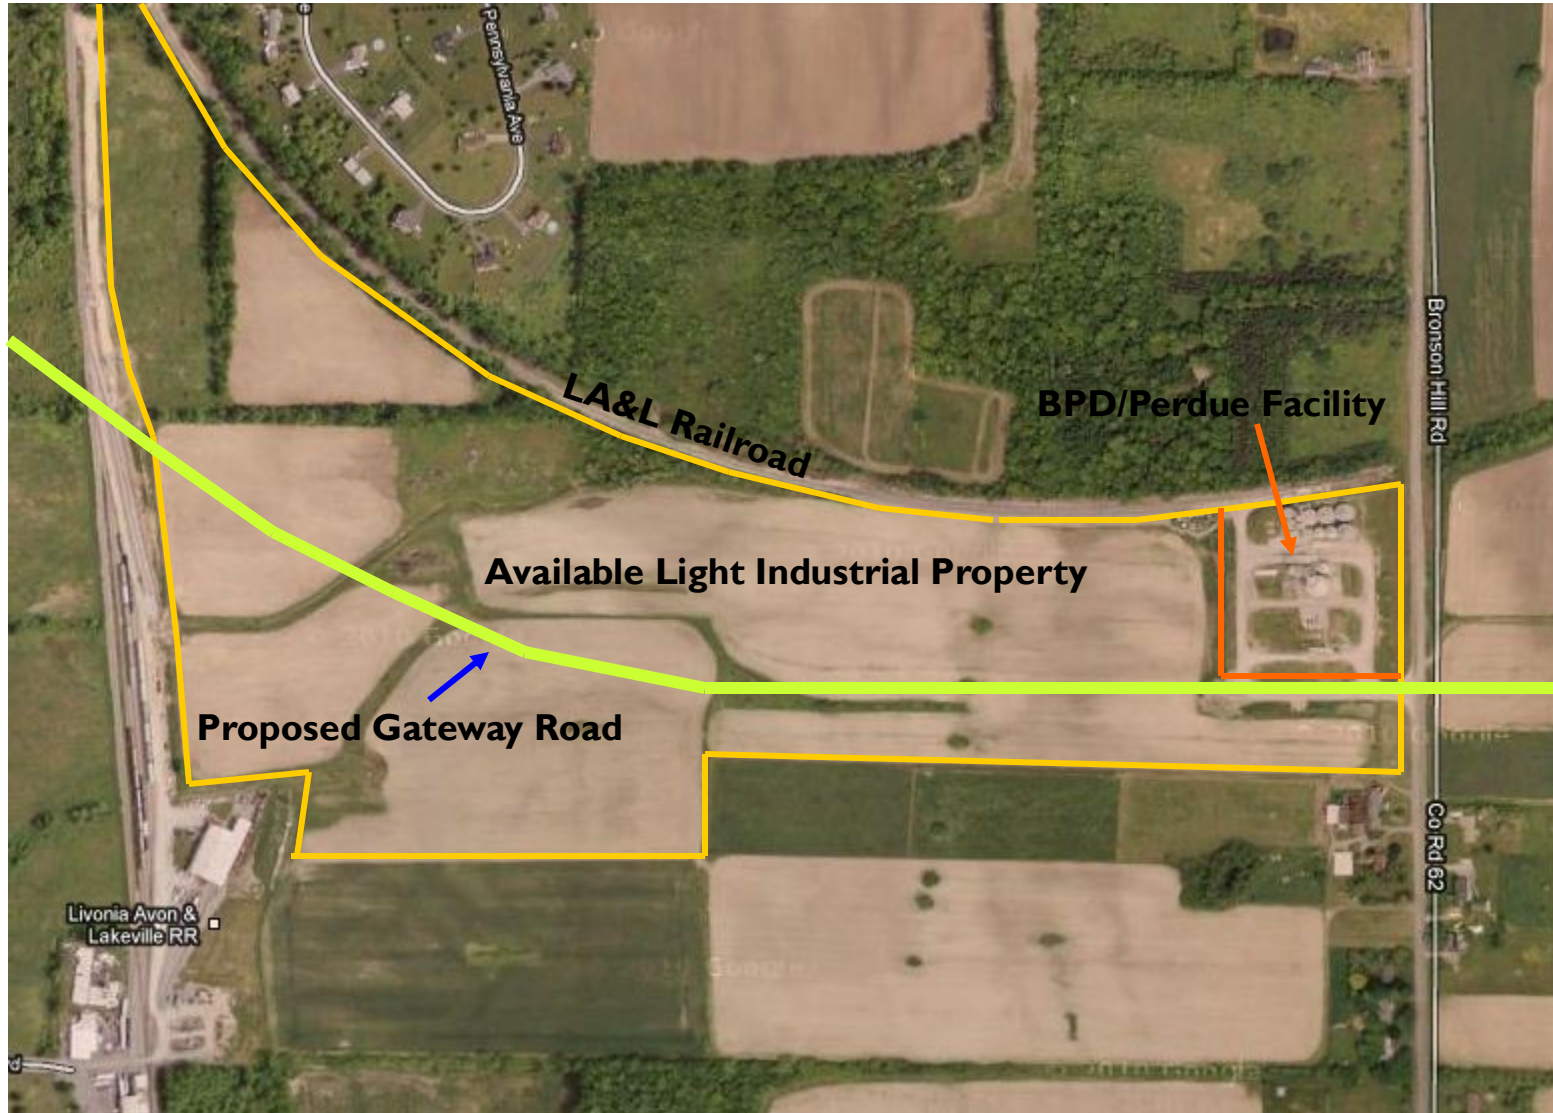 Pennsylvania Ave
Bronson Hill Rd
LA&L Railroad
BPD/Perdue Facility
Available Light Industrial Property
Proposed Gateway Road
Co Rd 62
Livonia Avon &
Lakeville RR